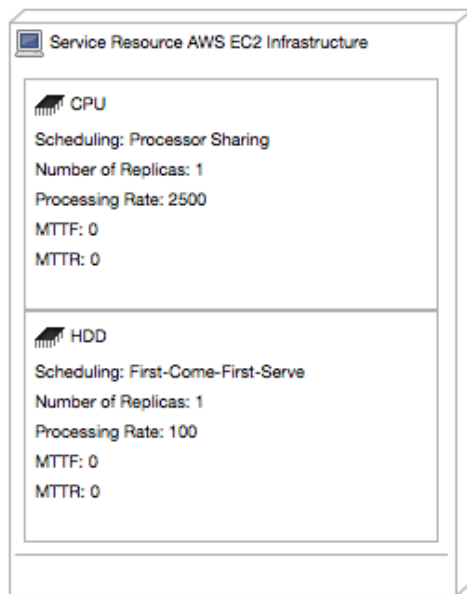 Service Resource AWS EC2 Infrastructure
CPU
Scheduling: Processor Sharing
Number of Replicas: 1
Processing Rate: 2500
MTTF: 0
MTTR: 0
HDD
Scheduling: First-Come-First-Serve
Number of Replicas: 1
Processing Rate: 100
MTTF: 0
MTTR: 0